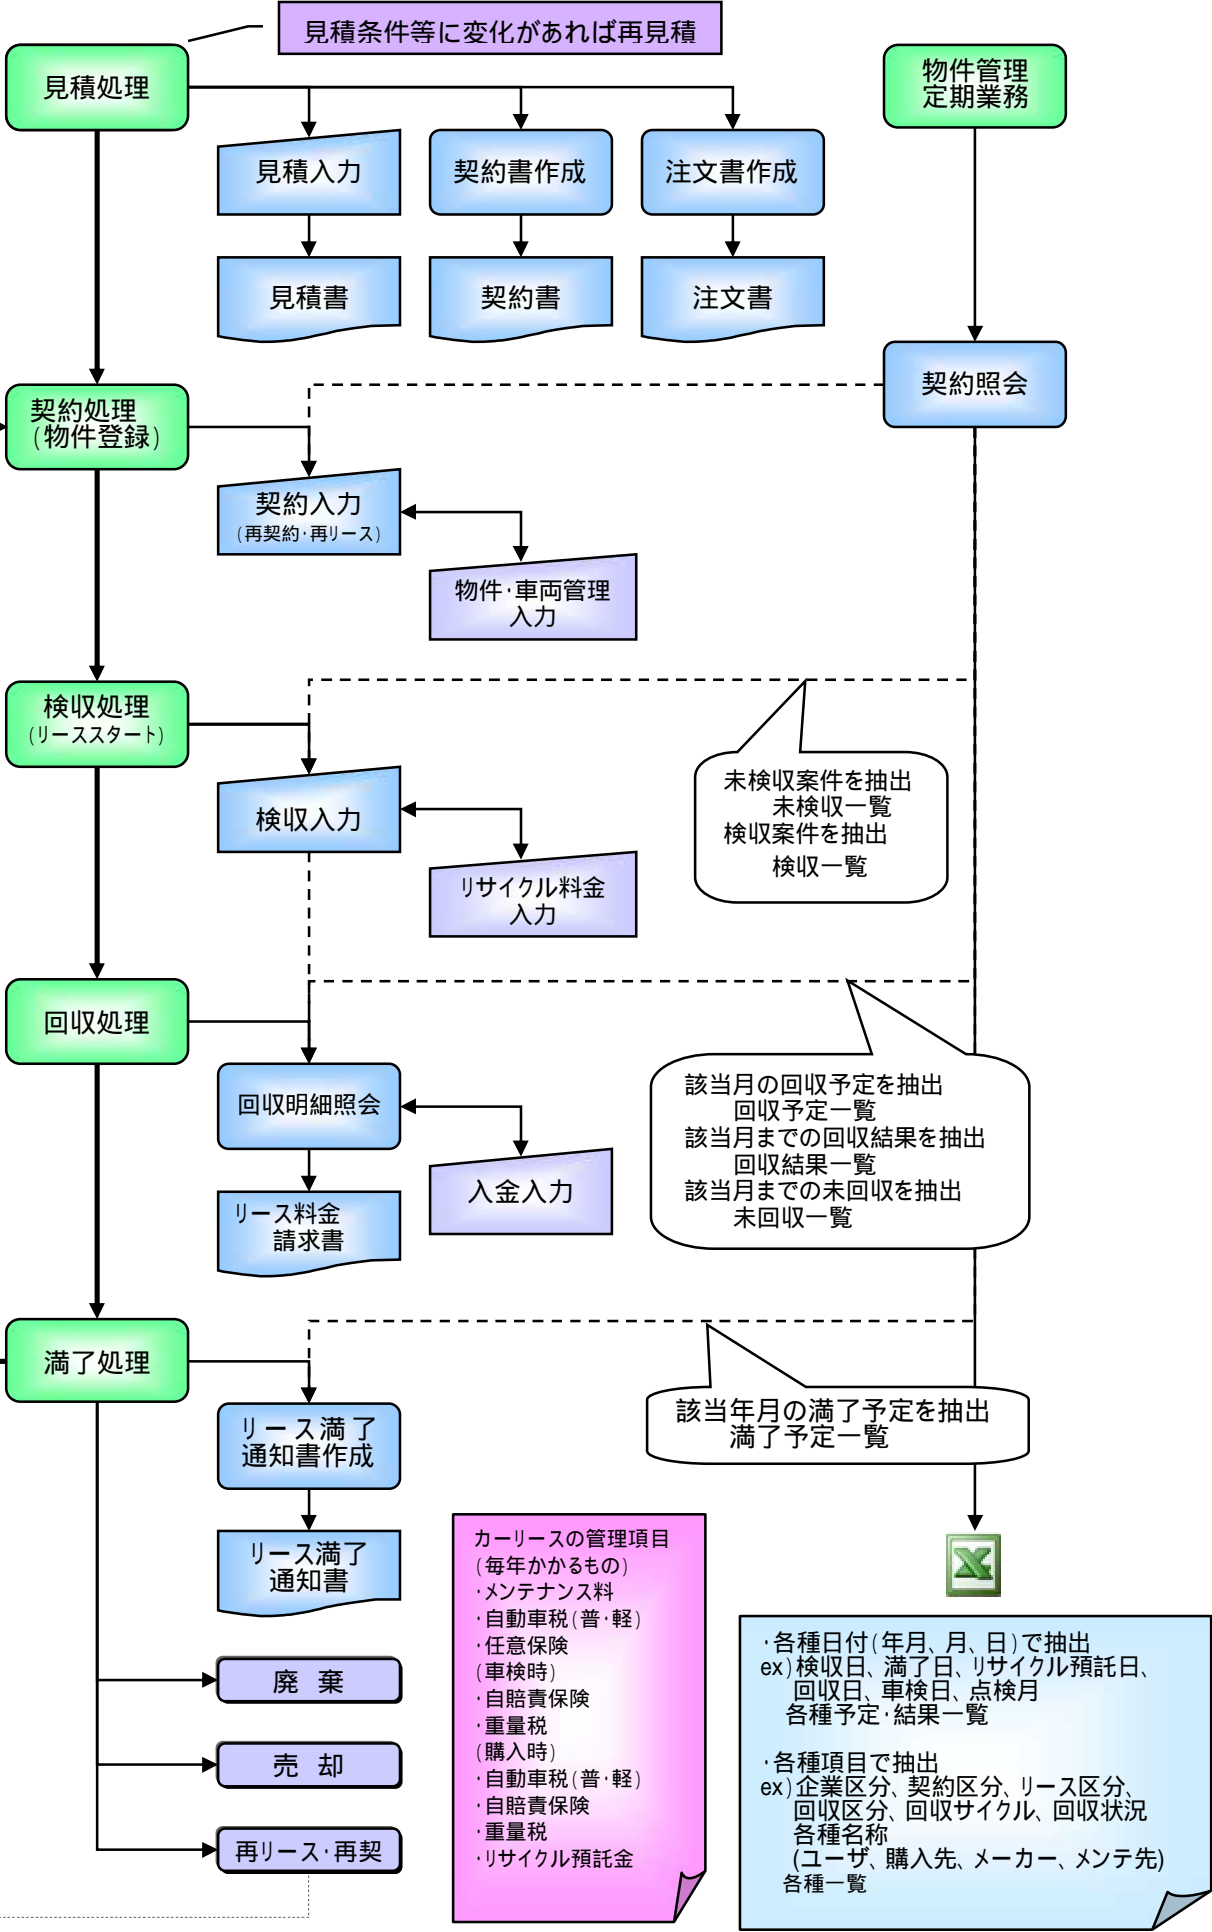 見積条件等に変化があれば再見積
見積処理
物件管理
定期業務
見積入力
契約書作成
注文書作成
見積書
契約書
注文書
契約照会
契約処理
(物件登録)
契約入力
(再契約･再リース)
物件･車両管理
入力
検収処理
(リーススタート)
未検収案件を抽出
未検収一覧
検収案件を抽出
検収一覧
検収入力
リサイクル料金
入力
回収処理
回収明細照会
入金入力
リース料金
請求書
該当月の回収予定を抽出
回収予定一覧
該当月までの回収結果を抽出
回収結果一覧
該当月までの未回収を抽出
未回収一覧
満了処理
該当年月の満了予定を抽出
満了予定一覧
リース満了
通知書作成
リース満了
通知書
廃 棄
売 却
再リース･再契
カーリースの管理項目
(毎年かかるもの)
･メンテナンス料
･自動車税(普･軽)
･任意保険
(車検時)
･自賠責保険
･重量税
(購入時)
･自動車税(普･軽)
･自賠責保険
･重量税
･リサイクル預託金
･各種日付(年月、月、日)で抽出
ex)検収日、満了日、リサイクル預託日、
回収日、車検日、点検月
各種予定･結果一覧
･各種項目で抽出
ex)企業区分、契約区分、リース区分、
回収区分、回収サイクル、回収状況
各種名称
(ユーザ、購入先、メーカー、メンテ先)
各種一覧